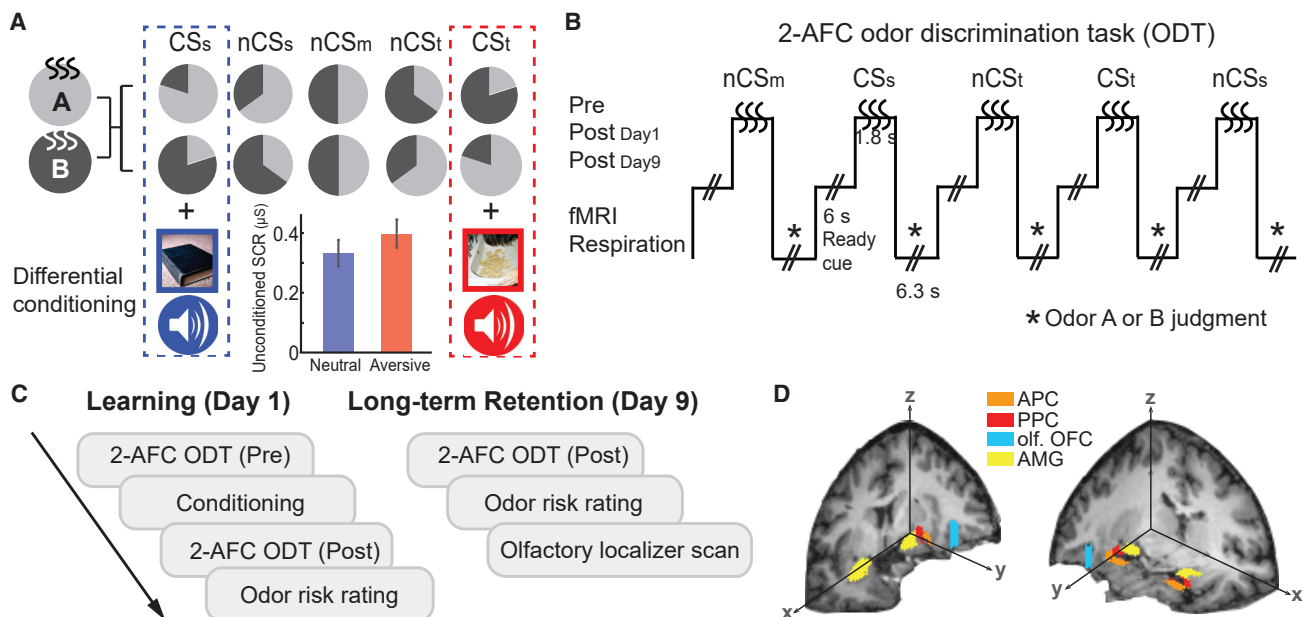 A
CSs nCSs nCSm nCSt CSt
A
B
+ +
Differential
conditioning
Unconditioned SCR (µS)
0.4
0.2
0
Neutral Aversive
B
2-AFC odor discrimination task (ODT)
nCSm CSs nCSt CSt nCSs
Pre
Post Day1
Post Day9
fMRI
Respiration
1.8 s
6 s
Ready
cue
6.3 s
* * * * *
* Odor A or B judgment
C
Learning (Day 1)
2-AFC ODT (Pre)
Conditioning
2-AFC ODT (Post)
Odor risk rating
Long-term Retention (Day 9)
2-AFC ODT (Post)
Odor risk rating
Olfactory localizer scan
D
APC
PPC
olf. OFC
AMG
z
y
x
z
y
x